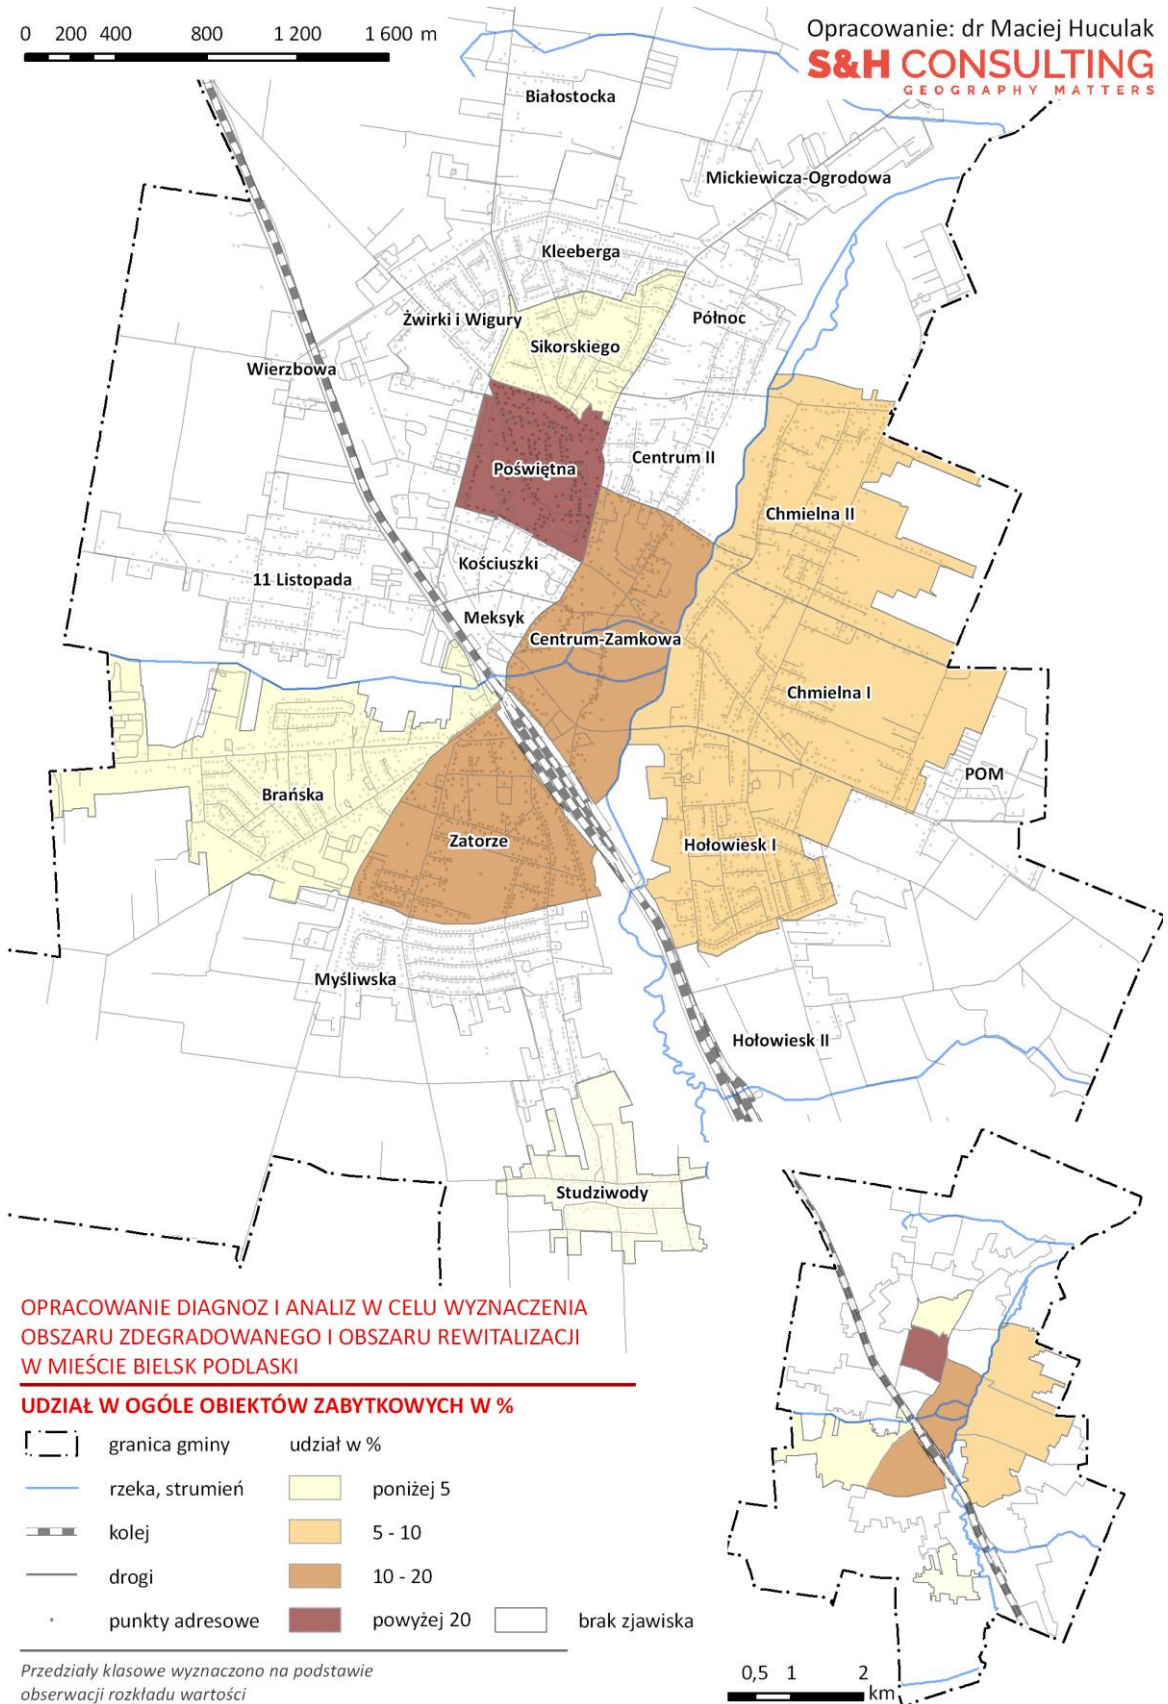 0 200 400 800 1 200 1 600 m
Opracowanie: dr Maciej Huculak
S&H CONSULTING
GEOGRAPHY MATTERS
Białostocka
Mickiewicza-Ogrodowa
Kleeberga
Żwirki i Wigury
Północ
Sikorskiego
Wierzbowa
Centrum II
Poświętna
Chmielna II
Kościuszki
11 Listopada
Meksyk
Centrum-Zamkowa
Chmielna I
POM
Brańska
Zatorze
Hołowiesk I
Myśliwska
Hołowiesk II
Studziwody
OPRACOWANIE DIAGNOZ I ANALIZ W CELU WYZNACZENIA
OBSZARU ZDEGRADOWANEGO I OBSZARU REWITALIZACJI
W MIEŚCIE BIELSK PODLASKI
UDZIAŁ W OGÓLE OBIEKTÓW ZABYTKOWYCH W %
granica gminy udział w %
rzeka, strumień poniżej 5
kolej 5 - 10
drogi 10 - 20
punkty adresowe powyżej 20 brak zjawiska
Przedziały klasowe wyznaczono na podstawie
obserwacji rozkładu wartości
0,5 1 2
km